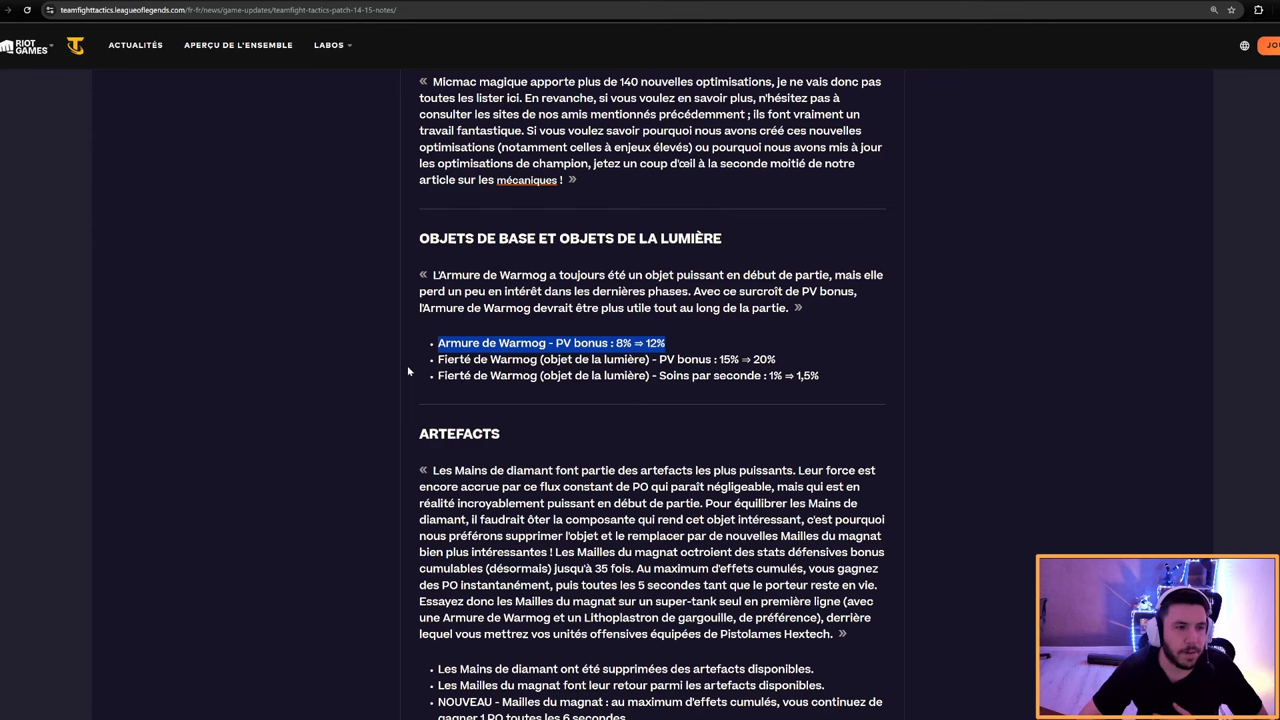 teamfighttactics.leagueoflegends.com/fr-fr/news/game-updates/teamfight-tactics-patch-14-15-notes/
RIOT GAMES
ACTUALITÉS APERÇU DE L'ENSEMBLE LABOS
JO
« Micmac magique apporte plus de 140 nouvelles optimisations, je ne vais donc pas
toutes les lister ici. En revanche, si vous voulez en savoir plus, n'hésitez pas à
consulter les sites de nos amis mentionnés précédemment ; ils font vraiment un
travail fantastique. Si vous voulez savoir pourquoi nous avons créé ces nouvelles
optimisations (notamment celles à enjeux élevés) ou pourquoi nous avons mis à jour
les optimisations de champion, jetez un coup d'œil à la seconde moitié de notre
article sur les mécaniques ! »
OBJETS DE BASE ET OBJETS DE LA LUMIÈRE
« L'Armure de Warmog a toujours été un objet puissant en début de partie, mais elle
perd un peu en intérêt dans les dernières phases. Avec ce surcroît de PV bonus,
l'Armure de Warmog devrait être plus utile tout au long de la partie. »
• Armure de Warmog - PV bonus : 8% ⇒ 12%
• Fierté de Warmog (objet de la lumière) - PV bonus : 15% ⇒ 20%
• Fierté de Warmog (objet de la lumière) - Soins par seconde : 1% ⇒ 1,5%
ARTEFACTS
« Les Mains de diamant font partie des artefacts les plus puissants. Leur force est
encore accrue par ce flux constant de PO qui paraît négligeable, mais qui est en
réalité incroyablement puissant en début de partie. Pour équilibrer les Mains de
diamant, il faudrait ôter la composante qui rend cet objet intéressant, c'est pourquoi
nous préférons supprimer l'objet et le remplacer par de nouvelles Mailles du magnat
bien plus intéressantes ! Les Mailles du magnat octroient des stats défensives bonus
cumulables (désormais) jusqu'à 35 fois. Au maximum d'effets cumulés, vous gagnez
des PO instantanément, puis toutes les 5 secondes tant que le porteur reste en vie.
Essayez donc les Mailles du magnat sur un super-tank seul en première ligne (avec
une Armure de Warmog et un Lithoplastron de gargouille, de préférence), derrière
lequel vous mettrez vos unités offensives équipées de Pistolames Hextech. »
• Les Mains de diamant ont été supprimées des artefacts disponibles.
• Les Mailles du magnat font leur retour parmi les artefacts disponibles.
• NOUVEAU - Mailles du magnat : au maximum d'effets cumulés, vous continuez de
gagner 1 PO toutes les 6 secondes.